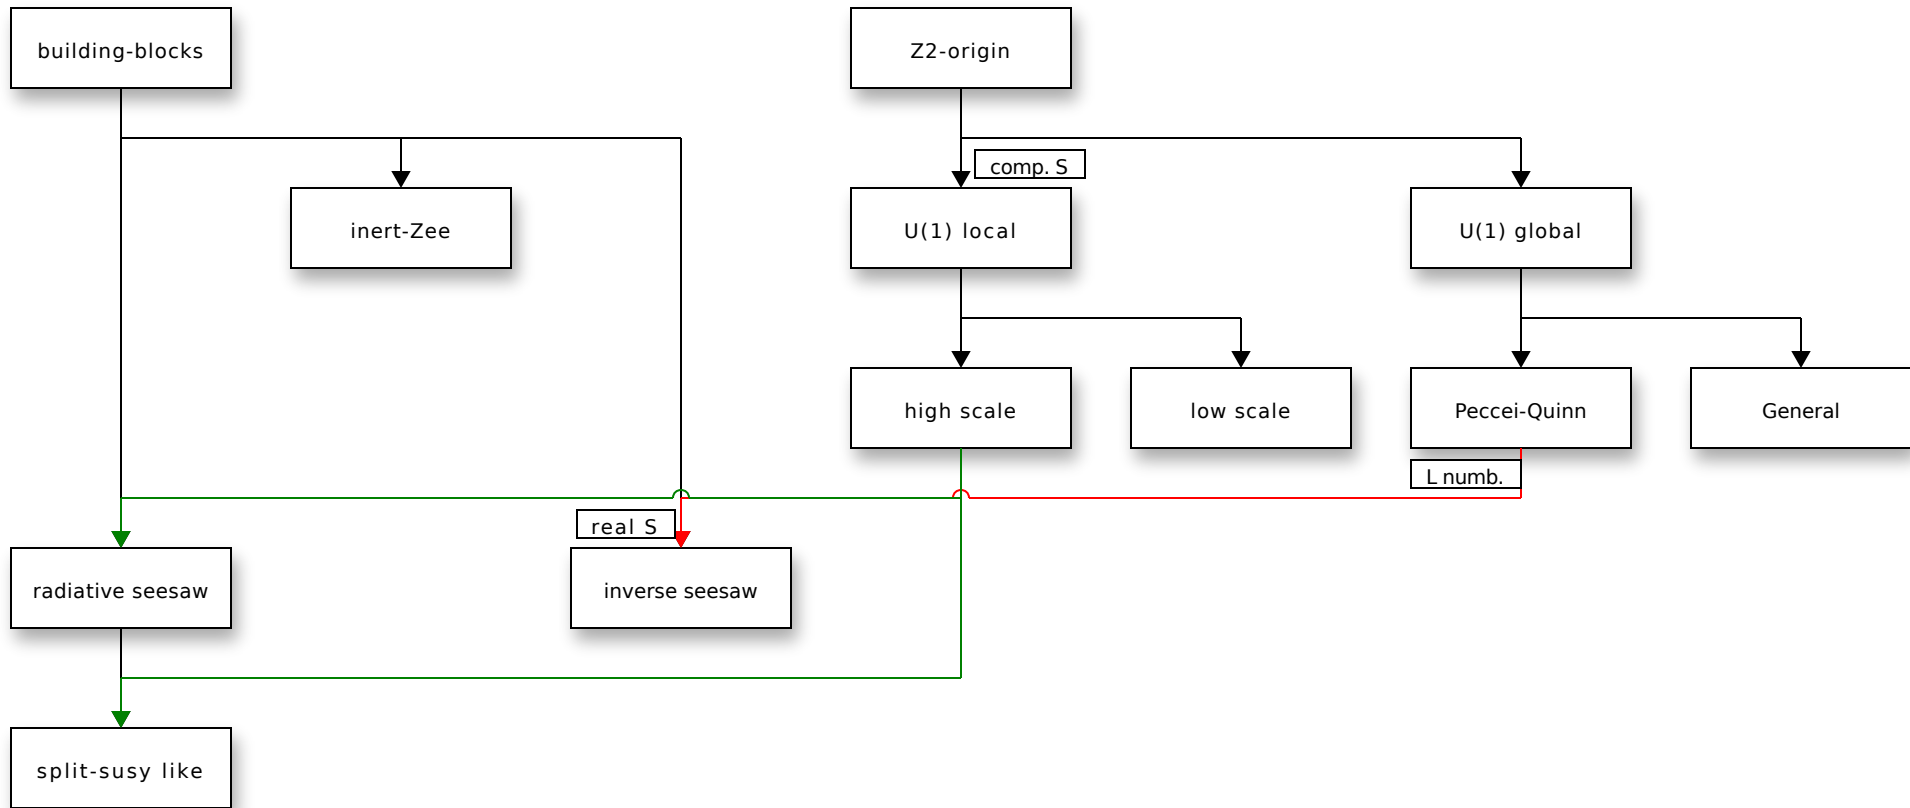 building-blocks
Z2-origin
comp. S
inert-Zee
U(1) local
U(1) global
high scale
low scale
Peccei-Quinn
General
L numb.
real S
radiative seesaw
inverse seesaw
split-susy like